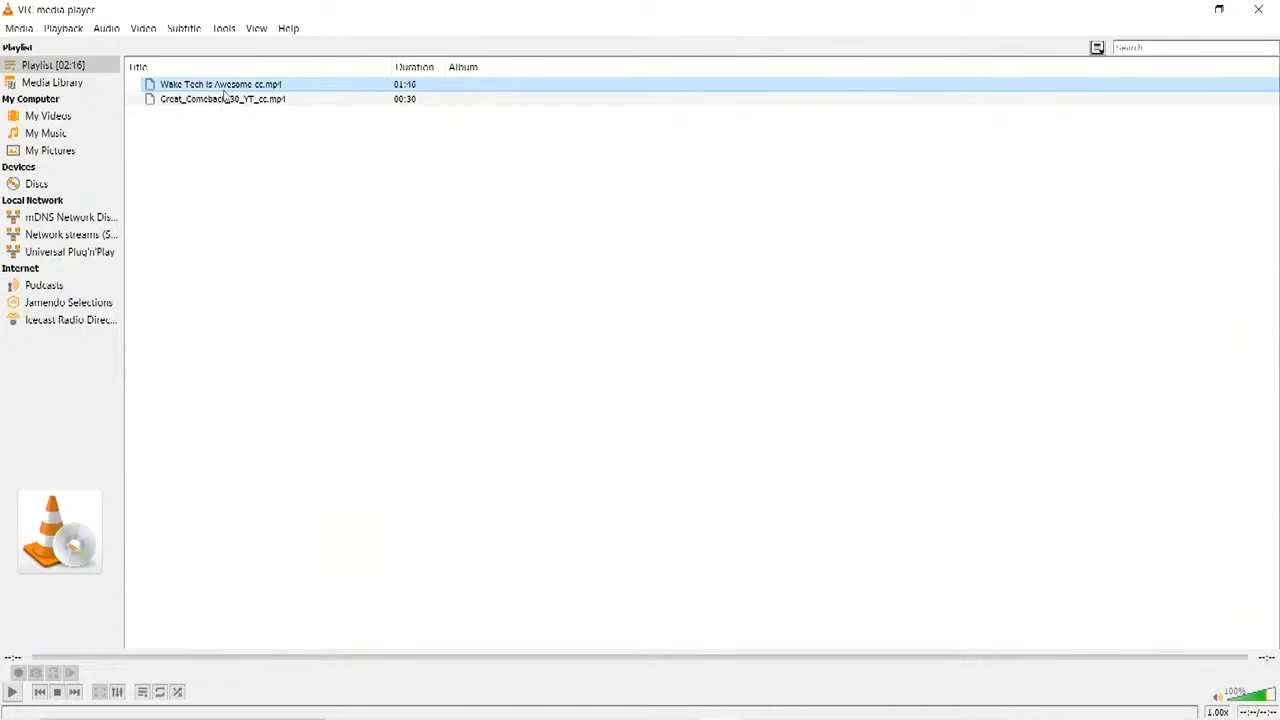 VLC media player
Media Playback Audio Video Subtitle Tools View Help
Playlist
Search
Playlist [02:16]
Media Library
My Computer
My Videos
My Music
My Pictures
Devices
Discs
Local Network
mDNS Network Dis...
Network streams (S...
Universal Plug'n'Play
Internet
Podcasts
Jamendo Selections
Icecast Radio Direc...
Title Duration Album
Wake Tech is Awesome cc.mp4 01:46
Great_Comeback_30_YT_cc.mp4 00:30
--:-- --:--
100%
1.00x --:--/--:--